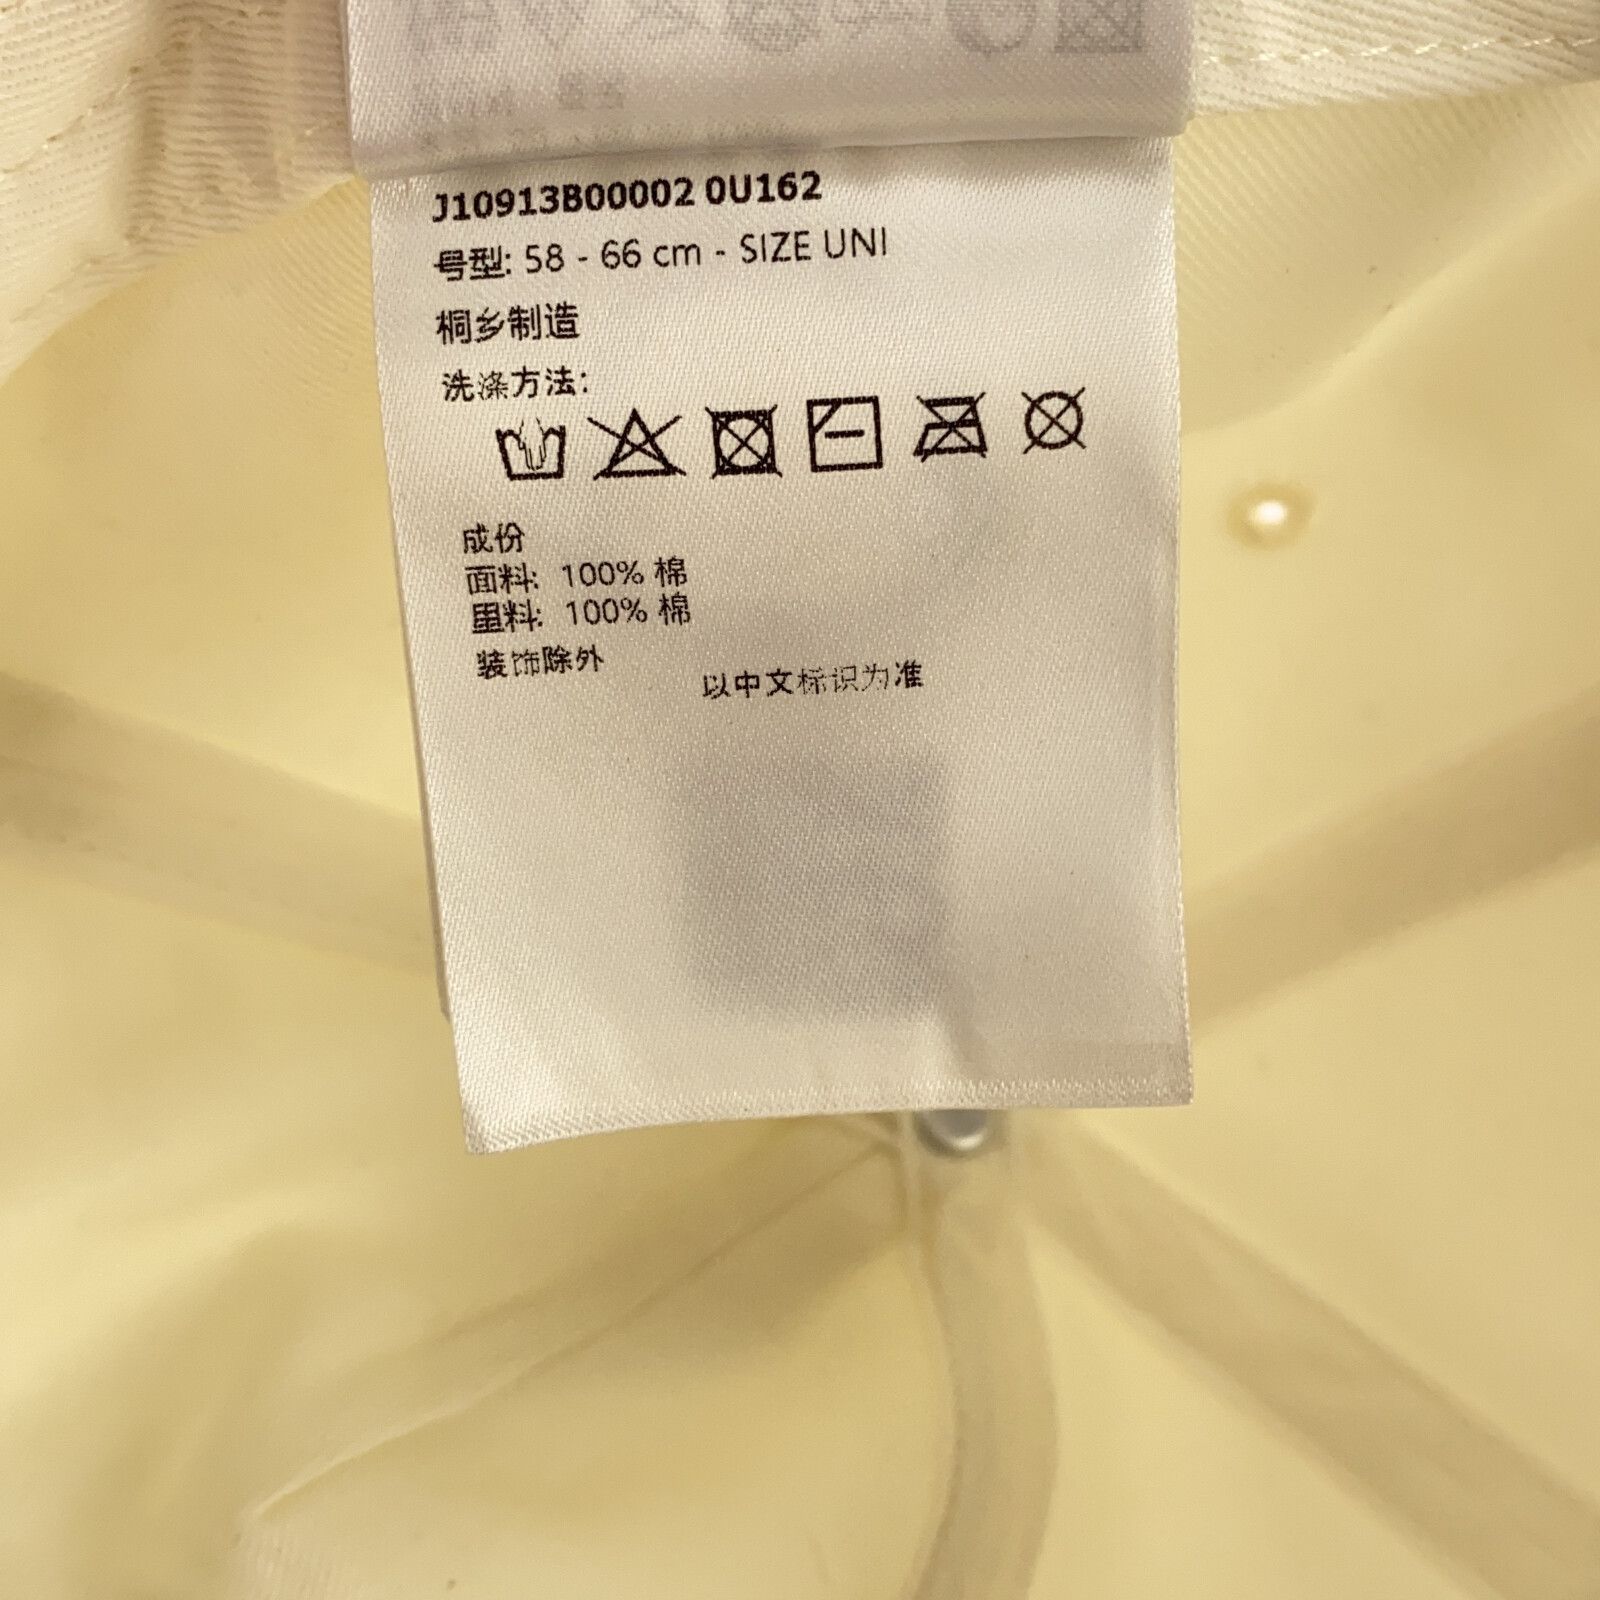 J10913B00002 0U162
号型: 58 - 66 cm - SIZE UNI
桐乡制造
洗涤方法:
成份
面料: 100% 棉
里料: 100% 棉
装饰除外
以中文标识为准